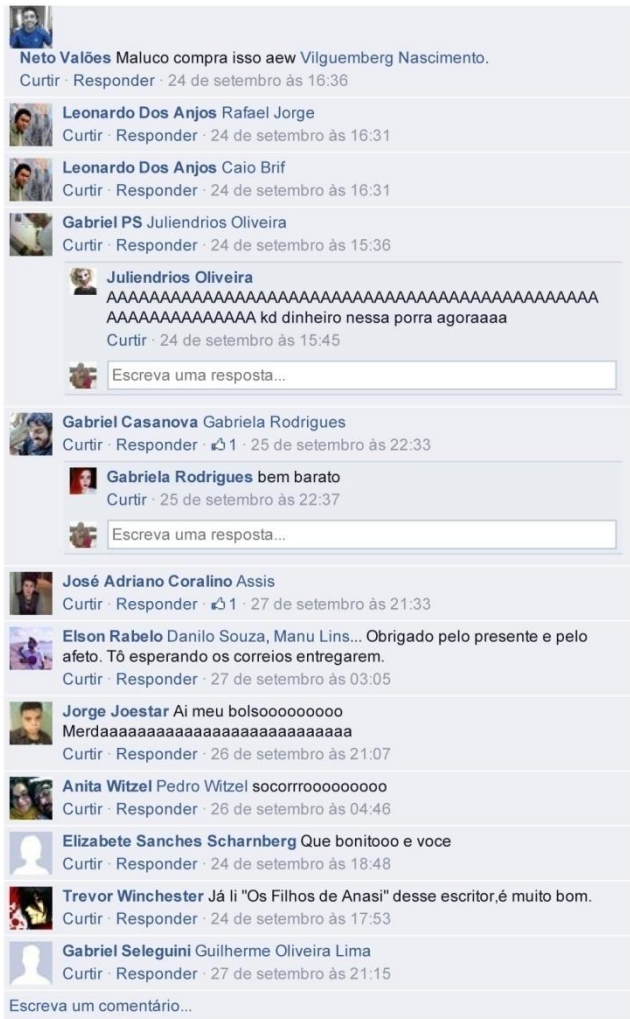 Neto Valões Maluco compra isso aew Vilguemberg Nascimento.
Curtir · Responder · 24 de setembro às 16:36
Leonardo Dos Anjos Rafael Jorge
Curtir · Responder · 24 de setembro às 16:31
Leonardo Dos Anjos Caio Brif
Curtir · Responder · 24 de setembro às 16:31
Gabriel PS Juliendrios Oliveira
Curtir · Responder · 24 de setembro às 15:36
Juliendrios Oliveira
AAAAAAAAAAAAAAAAAAAAAAAAAAAAAAAAAAAAAAAAAAAAAA
AAAAAAAAAAAAAA kd dinheiro nessa porra agoraaaa
Curtir · 24 de setembro às 15:45
Escreva uma resposta...
Gabriel Casanova Gabriela Rodrigues
Curtir · Responder · 1 · 25 de setembro às 22:33
Gabriela Rodrigues bem barato
Curtir · 25 de setembro às 22:37
Escreva uma resposta...
José Adriano Coralino Assis
Curtir · Responder · 1 · 27 de setembro às 21:33
Elson Rabelo Danilo Souza, Manu Lins... Obrigado pelo presente e pelo
afeto. Tô esperando os correios entregarem.
Curtir · Responder · 27 de setembro às 03:05
Jorge Joestar Ai meu bolsooooooooo
Merdaaaaaaaaaaaaaaaaaaaaaaaaaaa
Curtir · Responder · 26 de setembro às 21:07
Anita Witzel Pedro Witzel socorrrooooooooo
Curtir · Responder · 26 de setembro às 04:46
Elizabete Sanches Scharnberg Que bonitooo e voce
Curtir · Responder · 24 de setembro às 18:48
Trevor Winchester Já li "Os Filhos de Anasi" desse escritor,é muito bom.
Curtir · Responder · 24 de setembro às 17:53
Gabriel Seleguini Guilherme Oliveira Lima
Curtir · Responder · 27 de setembro às 21:15
Escreva um comentário...